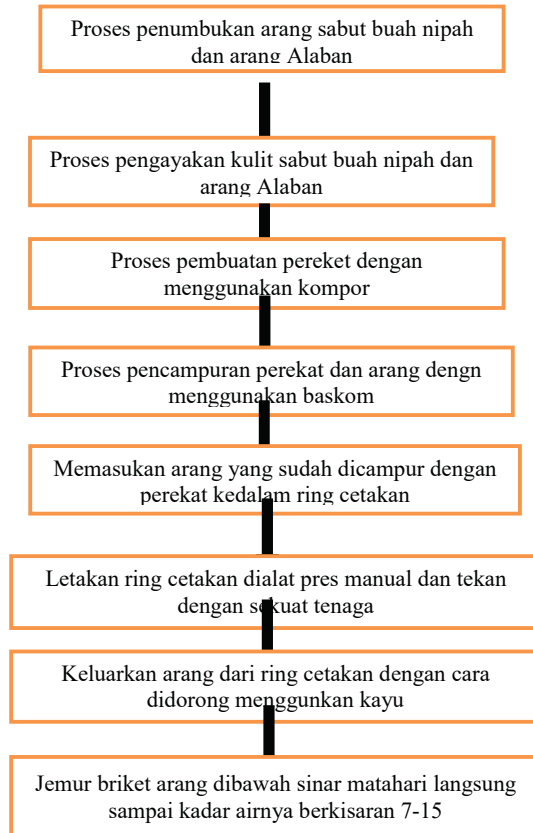 Proses penumbukan arang sabut buah nipah
dan arang Alaban
Proses pengayakan kulit sabut buah nipah dan
arang Alaban
Proses pembuatan pereket dengan
menggunakan kompor
Proses pencampuran perekat dan arang dengn
menggunakan baskom
Memasukan arang yang sudah dicampur dengan
perekat kedalam ring cetakan
Letakan ring cetakan dialat pres manual dan tekan
dengan sekuat tenaga
Keluarkan arang dari ring cetakan dengan cara
didorong menggunkan kayu
Jemur briket arang dibawah sinar matahari langsung
sampai kadar airnya berkisaran 7-15